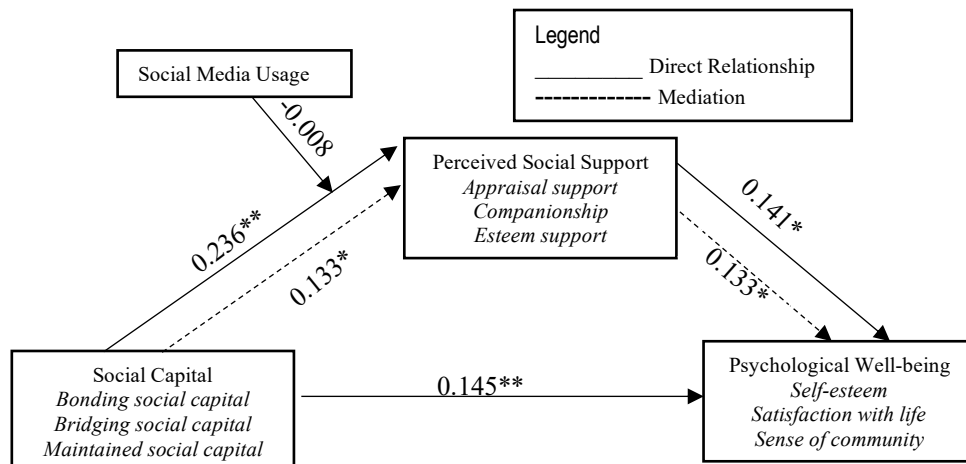 Legend
Direct Relationship
Mediation
Social Media Usage
-0.008
Perceived Social Support
Appraisal support
Companionship
Esteem support
0.236**
0.133*
0.141*
0.133*
Social Capital
Bonding social capital
Bridging social capital
Maintained social capital
0.145**
Psychological Well-being
Self-esteem
Satisfaction with life
Sense of community